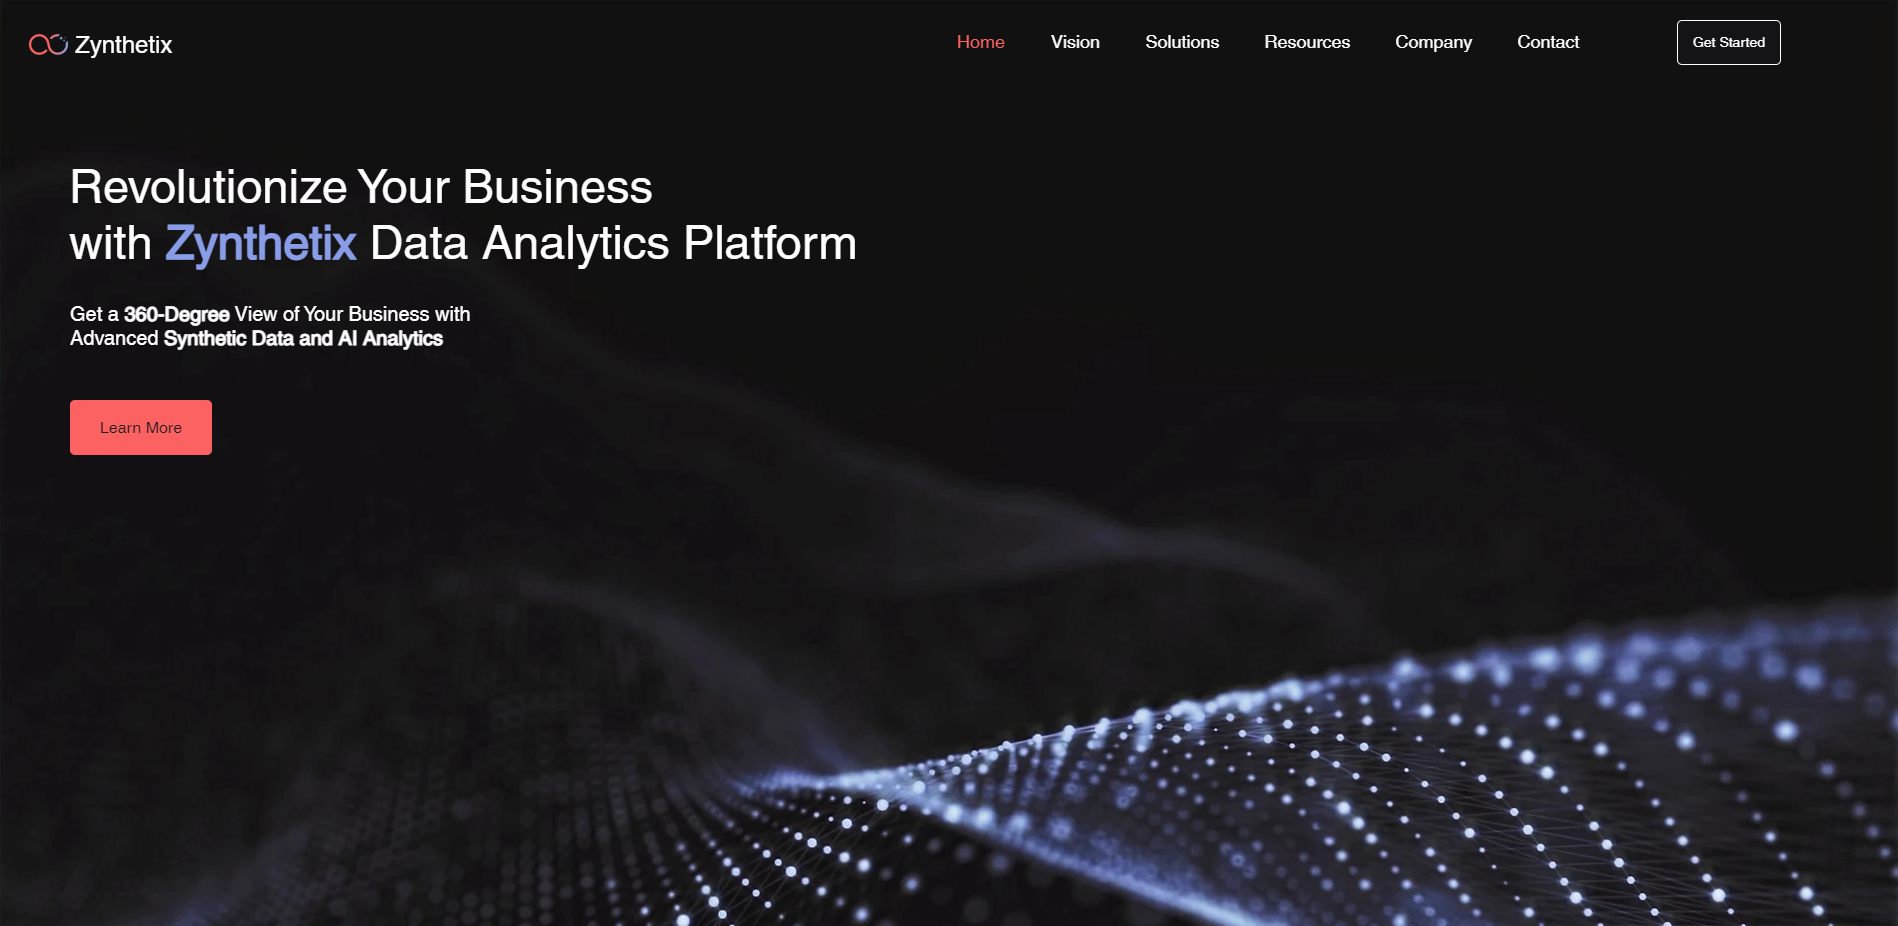 Zynthetix
Home Vision Solutions Resources Company Contact Get Started
Revolutionize Your Business
with Zynthetix Data Analytics Platform
Get a 360-Degree View of Your Business with
Advanced Synthetic Data and AI Analytics
Learn More